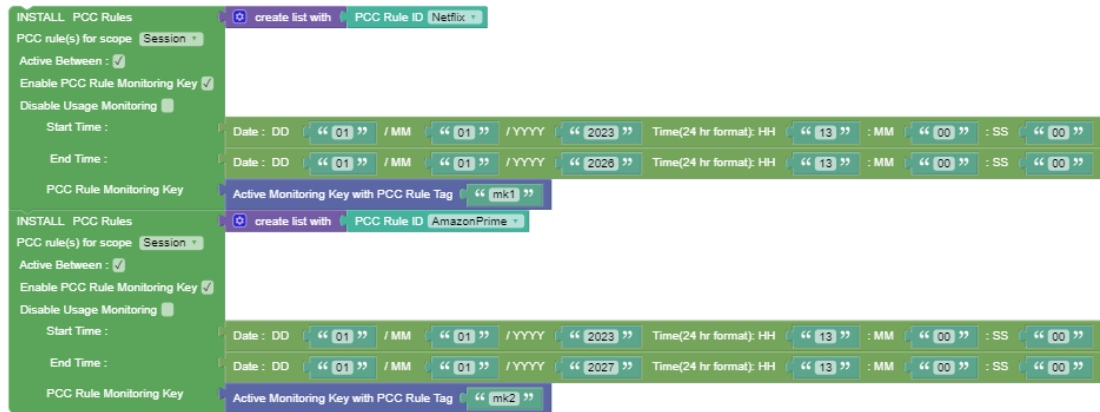 INSTALL PCC Rules create list with PCC Rule ID Netflix
PCC rule(s) for scope Session
Active Between :
Enable PCC Rule Monitoring Key
Disable Usage Monitoring
Start Time : Date : DD “ 01 ” / MM “ 01 ” / YYYY “ 2023 ” Time(24 hr format): HH “ 13 ” : MM “ 00 ” : SS “ 00 ”
End Time : Date : DD “ 01 ” / MM “ 01 ” / YYYY “ 2026 ” Time(24 hr format): HH “ 13 ” : MM “ 00 ” : SS “ 00 ”
PCC Rule Monitoring Key Active Monitoring Key with PCC Rule Tag “ mk1 ”
INSTALL PCC Rules create list with PCC Rule ID AmazonPrime
PCC rule(s) for scope Session
Active Between :
Enable PCC Rule Monitoring Key
Disable Usage Monitoring
Start Time : Date : DD “ 01 ” / MM “ 01 ” / YYYY “ 2023 ” Time(24 hr format): HH “ 13 ” : MM “ 00 ” : SS “ 00 ”
End Time : Date : DD “ 01 ” / MM “ 01 ” / YYYY “ 2027 ” Time(24 hr format): HH “ 13 ” : MM “ 00 ” : SS “ 00 ”
PCC Rule Monitoring Key Active Monitoring Key with PCC Rule Tag “ mk2 ”